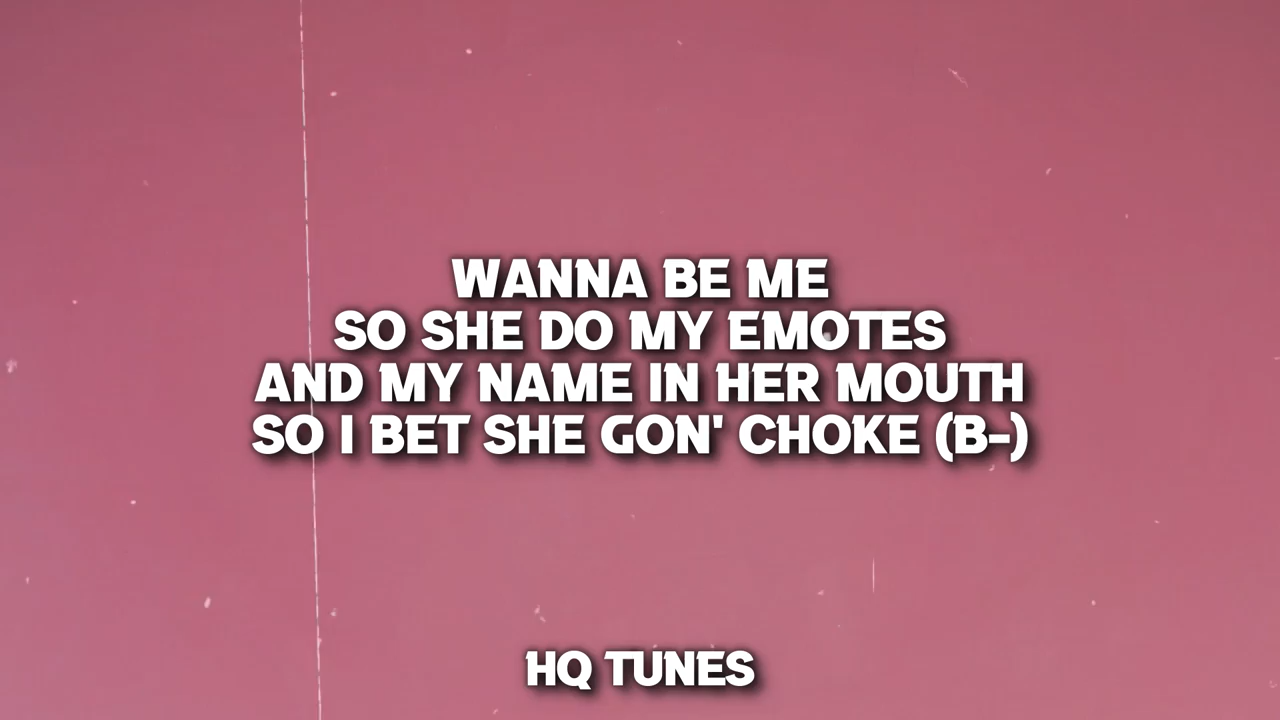 WANNA BE ME
SO SHE DO MY EMOTES
AND MY NAME IN HER MOUTH
SO I BET SHE GON' CHOKE (B-)
HQ TUNES